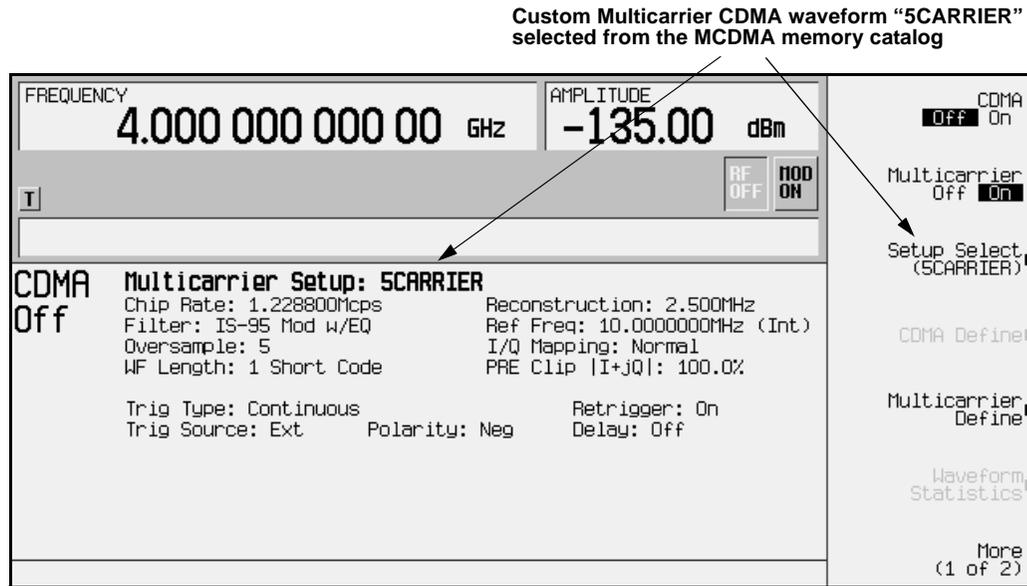 Custom Multicarrier CDMA waveform “5CARRIER”
selected from the MCDMA memory catalog
FREQUENCY
4.000 000 000 00 GHz
AMPLITUDE
-135.00 dBm
RF OFF
MOD ON
T
CDMA Off
Multicarrier Setup: 5CARRIER
Chip Rate: 1.228800Mcps Reconstruction: 2.500MHz
Filter: IS-95 Mod w/EQ Ref Freq: 10.0000000MHz (Int)
Oversample: 5 I/Q Mapping: Normal
WF Length: 1 Short Code PRE Clip |I+jQ|: 100.0%
Trig Type: Continuous Retrigger: On
Trig Source: Ext Polarity: Neg Delay: Off
CDMA
Off On
Multicarrier
Off On
Setup Select
(5CARRIER)
CDMA Define
Multicarrier
Define
Waveform
Statistics
More
(1 of 2)